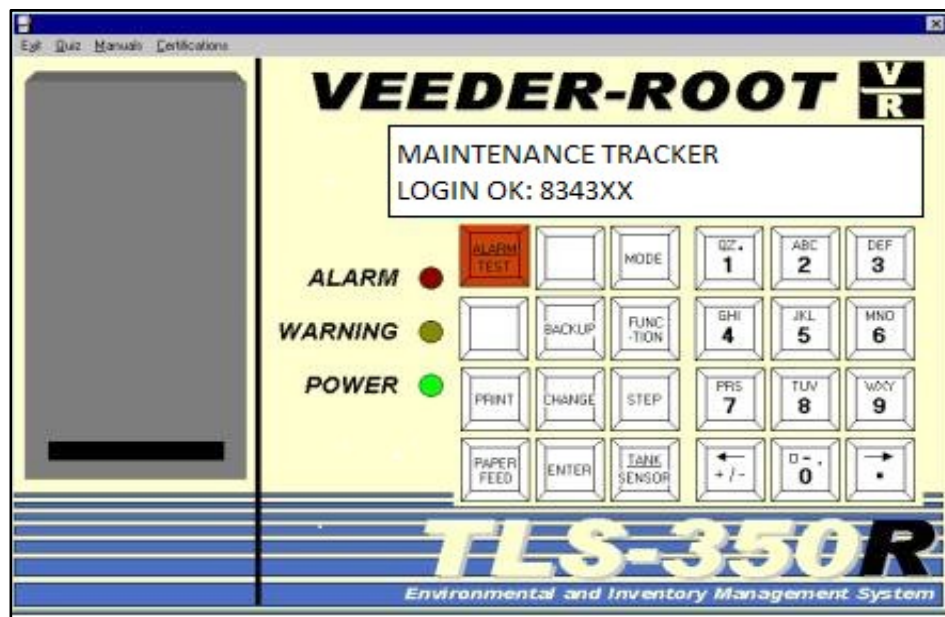 Exit Quiz Manuals Certifications
VEEDER-ROOT V R
MAINTENANCE TRACKER
LOGIN OK: 8343XX
ALARM
WARNING
POWER
ALARM TEST
MODE
QZ. 1
ABC 2
DEF 3
BACKUP
FUNC -TION
GHI 4
JKL 5
MNO 6
PRINT
CHANGE
STEP
PRS 7
TUV 8
WXY 9
PAPER FEED
ENTER
TANK SENSOR
← +/-
0
→ .
TLS-350R
Environmental and Inventory Management System